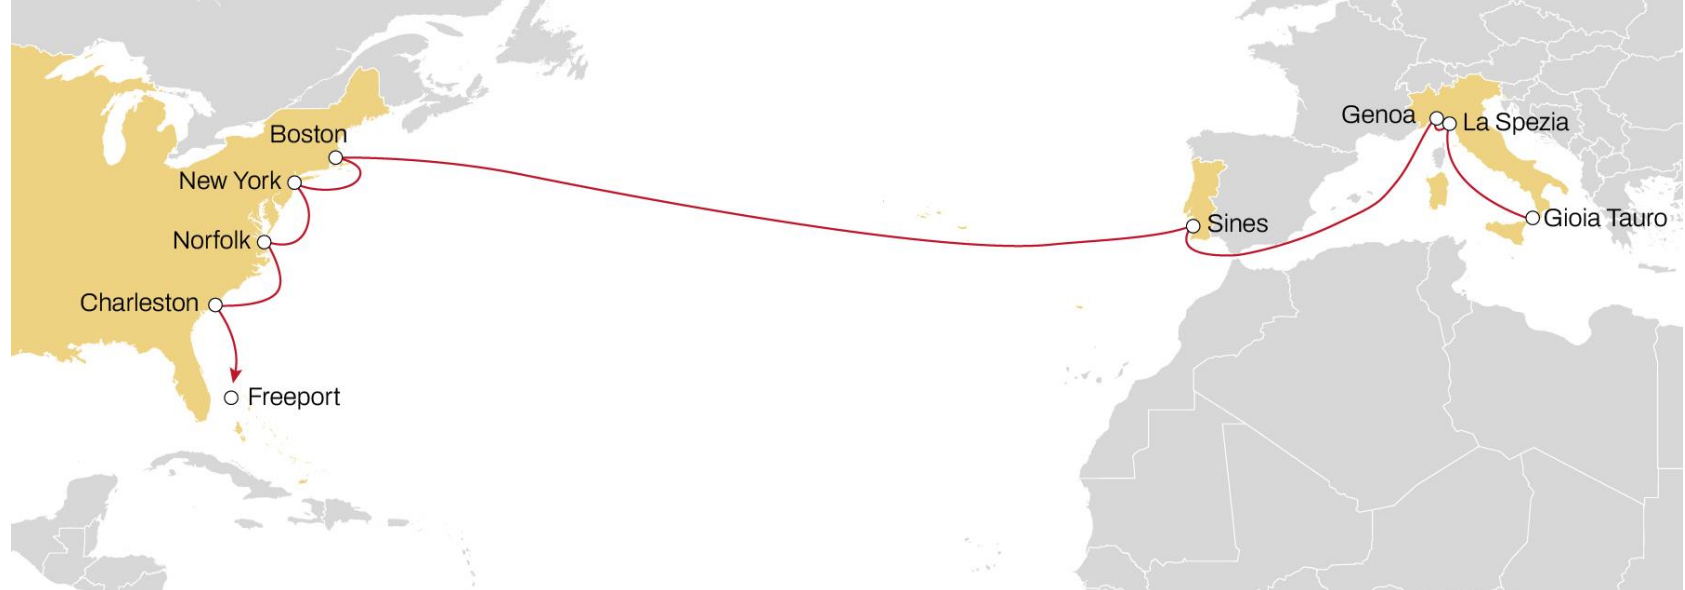 Boston
New York
Norfolk
Charleston
Freeport
Genoa
La Spezia
Sines
Gioia Tauro